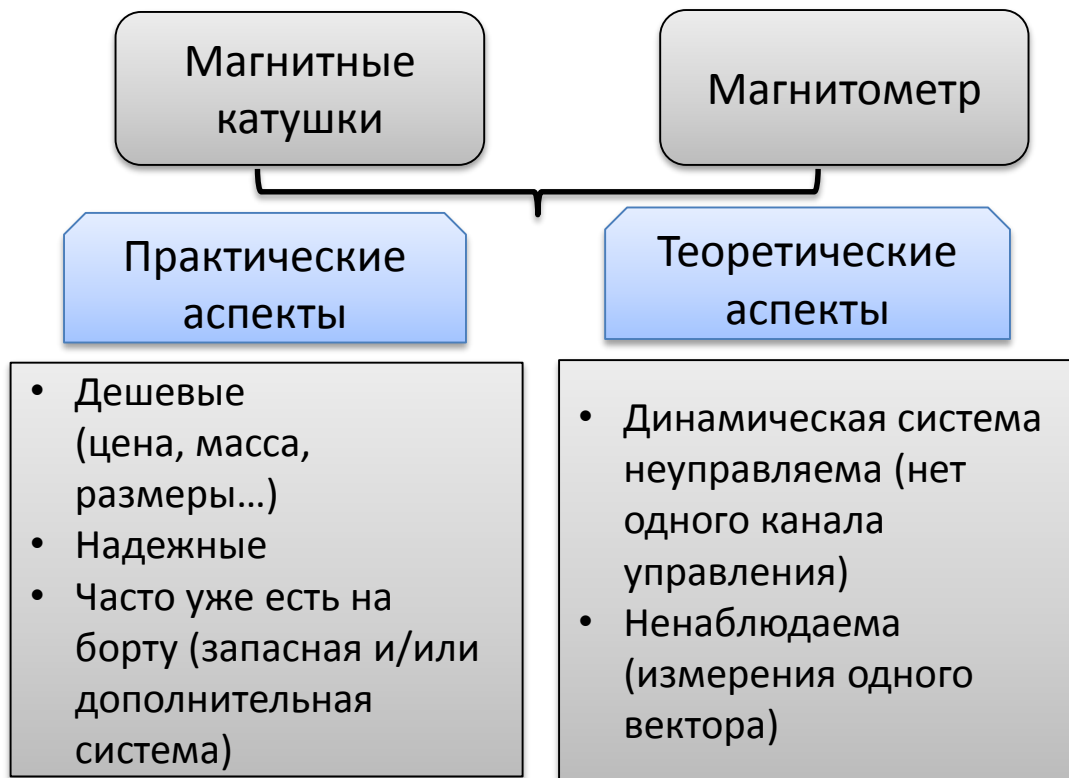 Магнитные
катушки
Магнитометр
Практические
аспекты
Теоретические
аспекты
• Дешевые
(цена, масса,
размеры…)
• Надежные
• Часто уже есть на
борту (запасная и/или
дополнительная
система)
• Динамическая система
неуправляема (нет
одного канала
управления)
• Ненаблюдаема
(измерения одного
вектора)